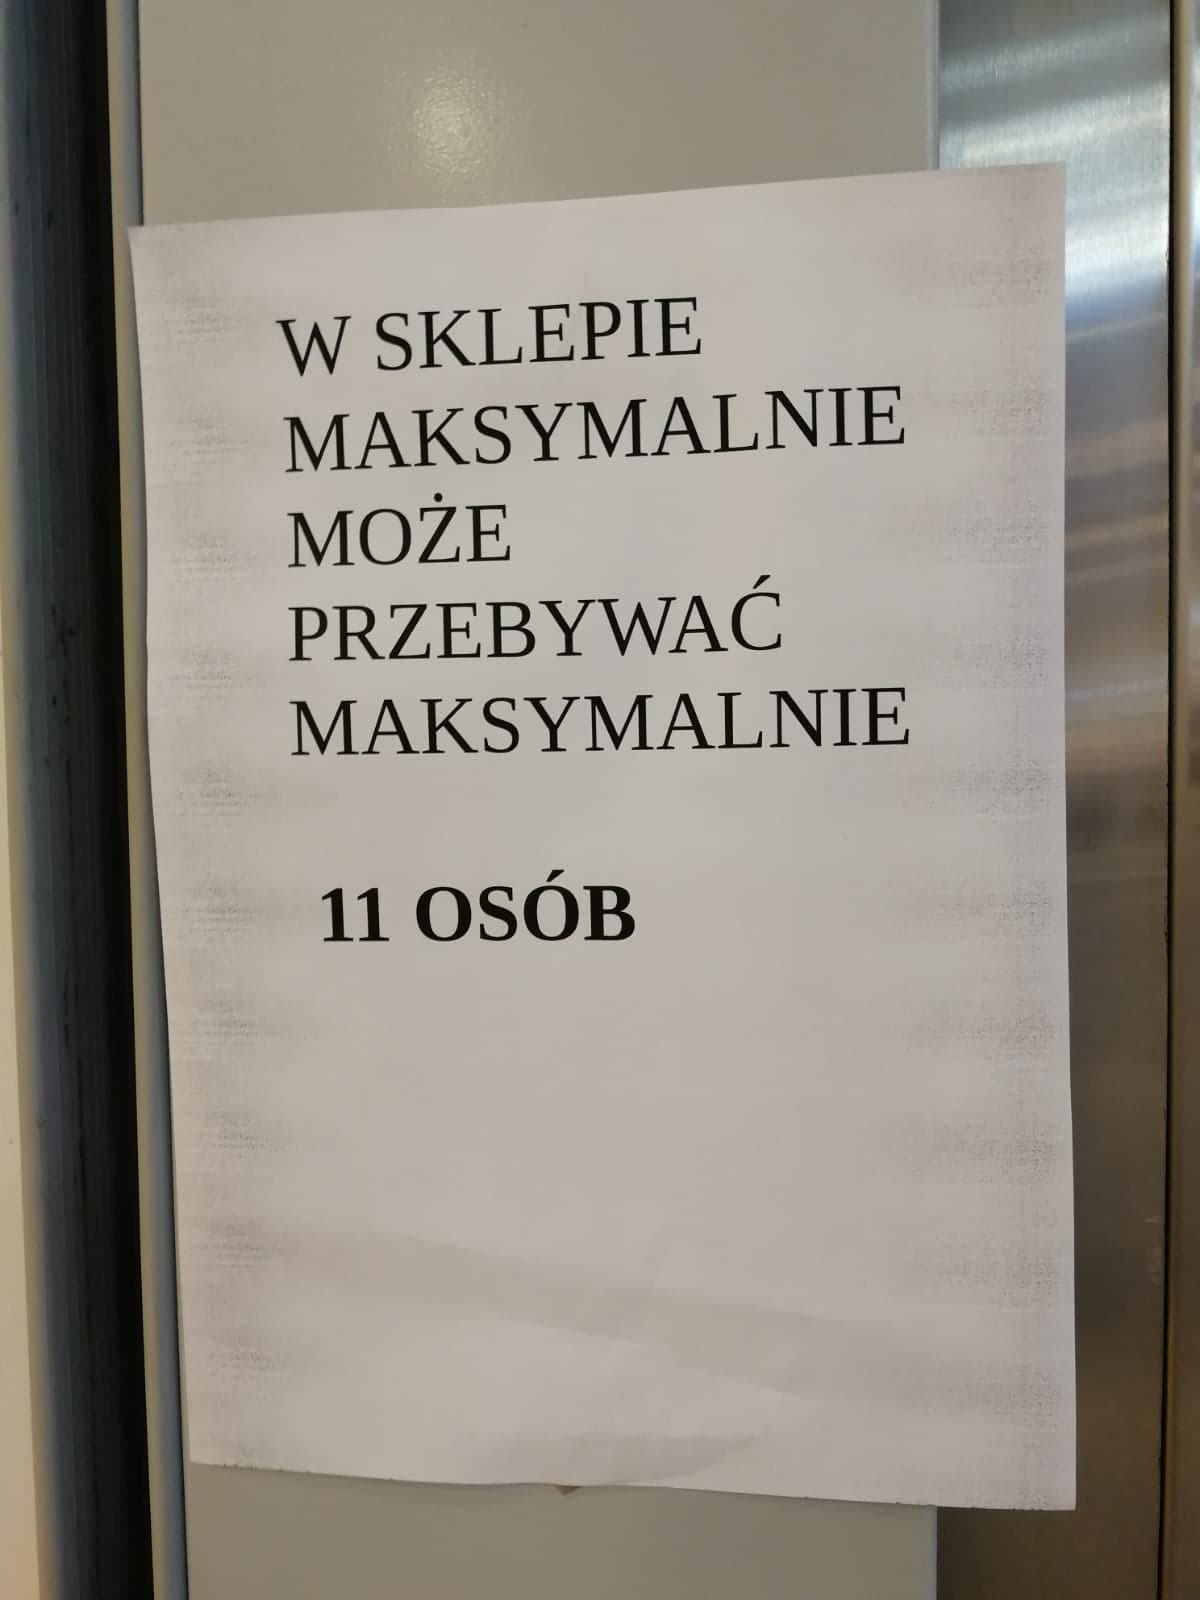 W SKLEPIE
MAKSYMALNIE
MOŻE
PRZEBYWAĆ
MAKSYMALNIE
11 OSÓB